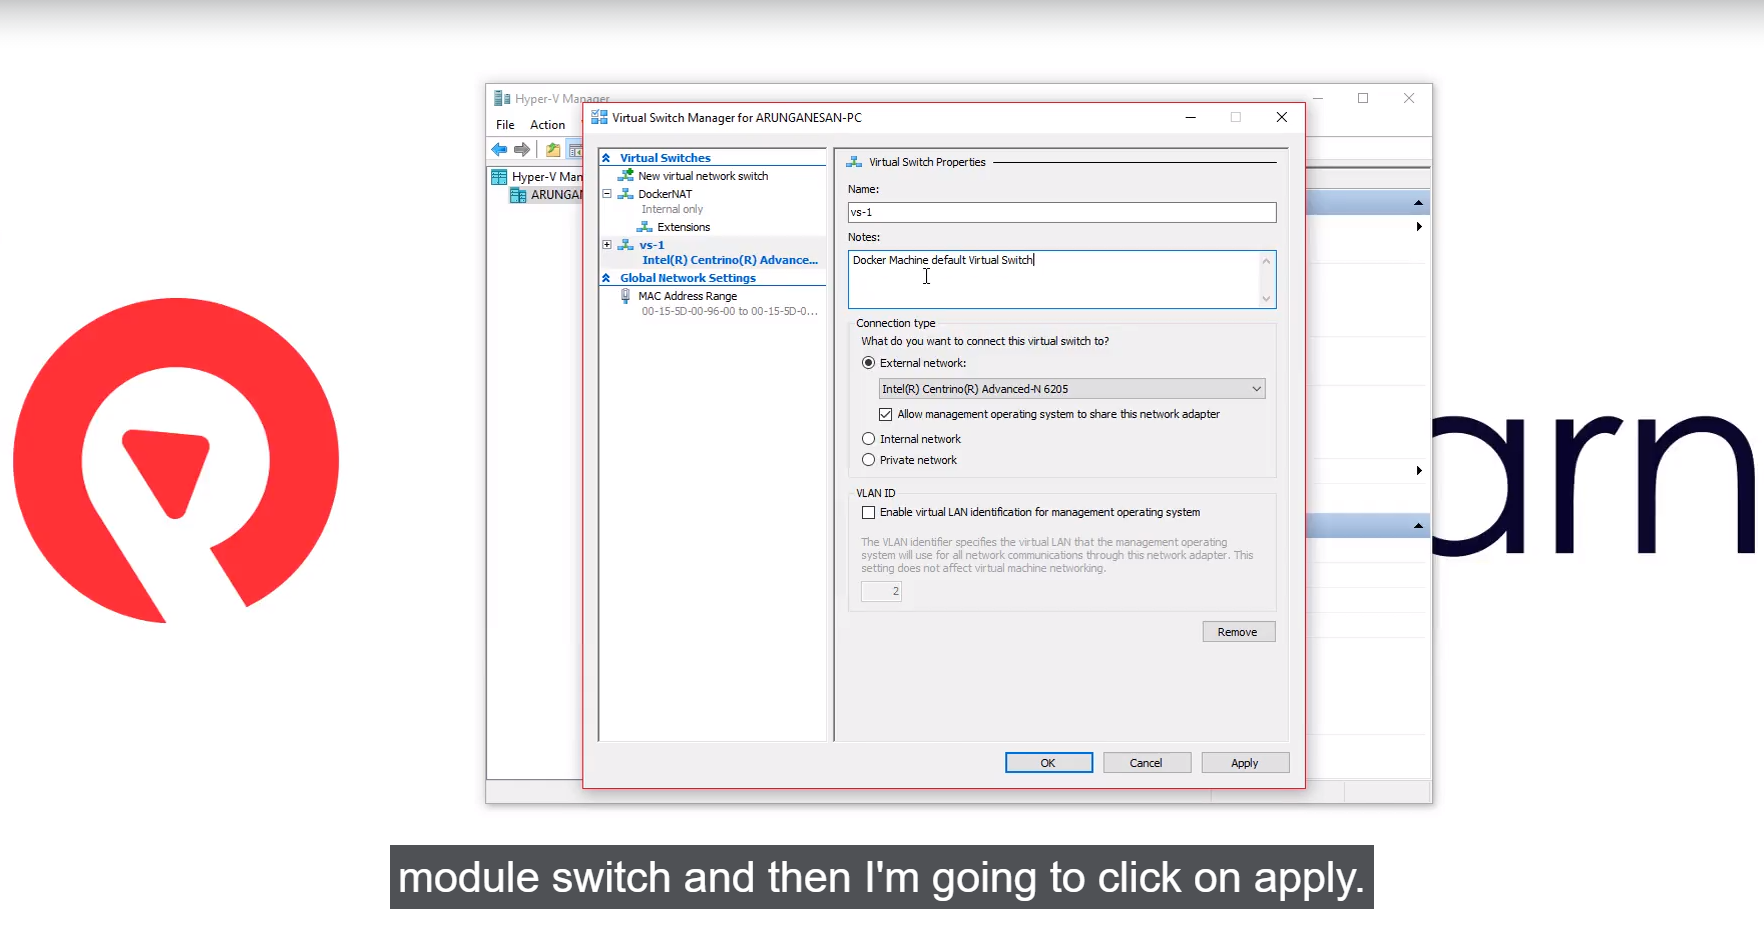 Hyper-V Manager
File Action
Hyper-V Man
ARUNGAN
Virtual Switch Manager for ARUNGANESAN-PC
Virtual Switches
New virtual network switch
DockerNAT
Internal only
Extensions
vs-1
Intel(R) Centrino(R) Advance...
Global Network Settings
MAC Address Range
00-15-5D-00-96-00 to 00-15-5D-0...
Virtual Switch Properties
Name:
vs-1
Notes:
Docker Machine default Virtual Switch
Connection type
What do you want to connect this virtual switch to?
External network:
Intel(R) Centrino(R) Advanced-N 6205
Allow management operating system to share this network adapter
Internal network
Private network
VLAN ID
Enable virtual LAN identification for management operating system
The VLAN identifier specifies the virtual LAN that the management operating
system will use for all network communications through this network adapter. This
setting does not affect virtual machine networking.
2
Remove
OK Cancel Apply
arn
module switch and then I'm going to click on apply.